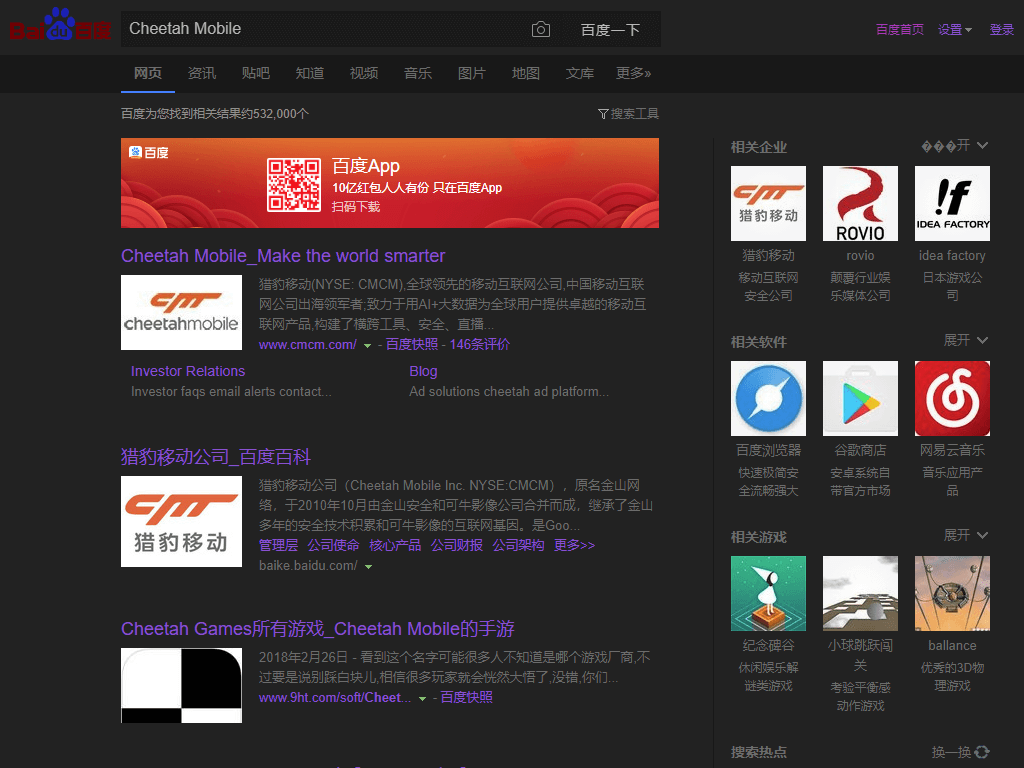 Bai du 百度
Cheetah Mobile
百度一下
百度首页 设置 登录
网页 资讯 贴吧 知道 视频 音乐 图片 地图 文库 更多»
百度为您找到相关结果约532,000个
搜索工具
百度
百度App
10亿红包人人有份 只在百度App
扫码下载
Cheetah Mobile_Make the world smarter
cm
cheetahmobile
猎豹移动(NYSE: CMCM),全球领先的移动互联网公司,中国移动互联
网公司出海领军者;致力于用AI+大数据为全球用户提供卓越的移动互
联网产品,构建了横跨工具、安全、直播...
www.cmcm.com/ - 百度快照 - 146条评价
Investor Relations
Investor faqs email alerts contact...
Blog
Ad solutions cheetah ad platform...
猎豹移动公司_百度百科
cm
猎豹移动
猎豹移动公司（Cheetah Mobile Inc. NYSE:CMCM），原名金山网
络，于2010年10月由金山安全和可牛影像公司合并而成，继承了金山
多年的安全技术积累和可牛影像的互联网基因。是Goo...
管理层 公司使命 核心产品 公司财报 公司架构 更多>>
baike.baidu.com/
Cheetah Games所有游戏_Cheetah Mobile的手游
2018年2月26日 - 看到这个名字可能很多人不知道是哪个游戏厂商,不
过要是说别踩白块儿,相信很多玩家就会恍然大悟了,没错,你们...
www.9ht.com/soft/Cheet... - 百度快照
相关企业
���开
cm
猎豹移动
ROVIO
!f
IDEA FACTORY
猎豹移动
移动互联网
安全公司
rovio
颠覆行业娱
乐媒体公司
idea factory
日本游戏公
司
相关软件
展开
百度浏览器
快速极简安
全流畅强大
谷歌商店
安卓系统自
带官方市场
网易云音乐
音乐应用产
品
相关游戏
展开
纪念碑谷
休闲娱乐解
谜类游戏
小球跳跃闯
关
考验平衡感
动作游戏
ballance
优秀的3D物
理游戏
搜索热点
换一换